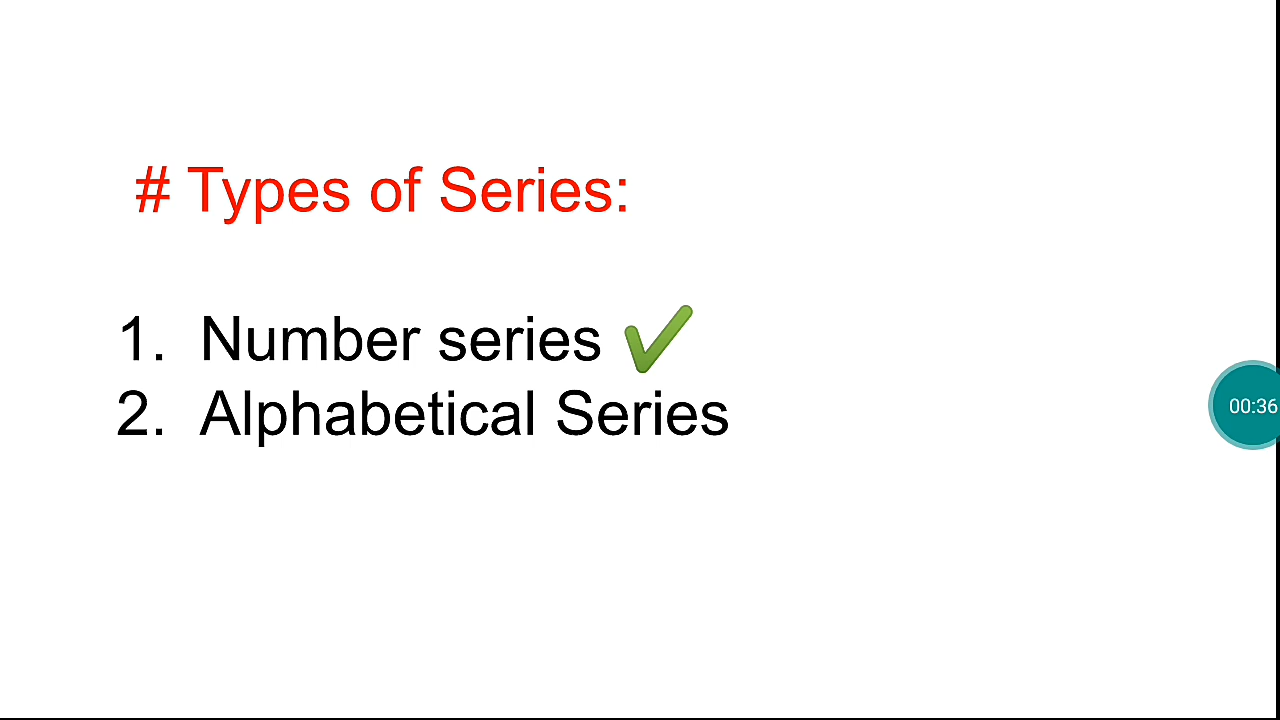 # Types of Series:
1. Number series ✔
2. Alphabetical Series
00:36